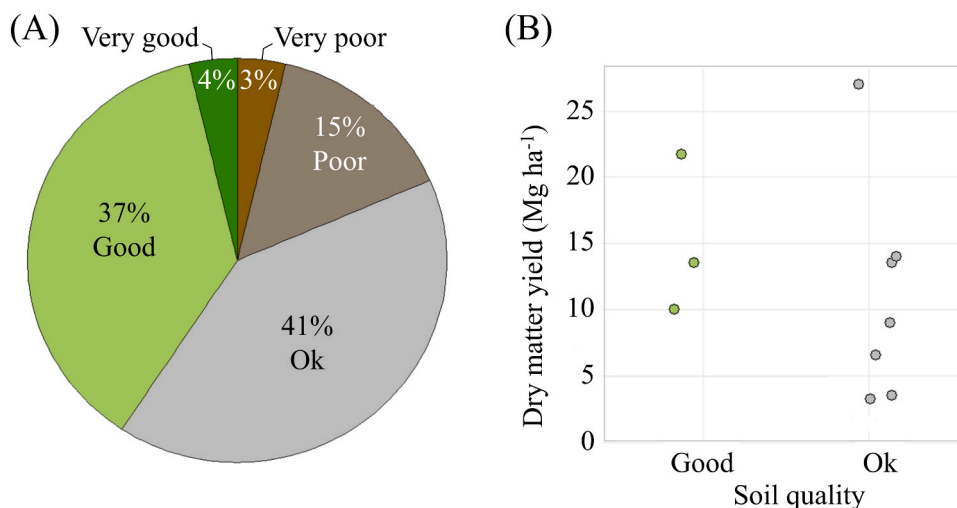 (A)
Very good
Very poor
4%
3%
15%
Poor
37%
Good
41%
Ok
(B)
Dry matter yield (Mg ha⁻¹)
25
20
15
10
5
0
Good
Ok
Soil quality